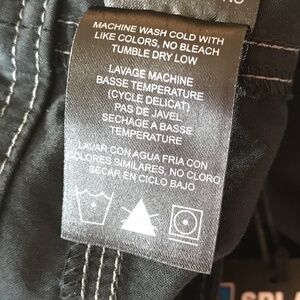 MACHINE WASH COLD WITH
LIKE COLORS, NO BLEACH
TUMBLE DRY LOW
LAVAGE MACHINE
BASSE TEMPERATURE
(CYCLE DELICAT)
PAS DE JAVEL
SECHAGE A BASSE
TEMPERATURE
LAVAR CON AGUA FRIA CON
COLORES SIMILARES, NO CLORO
SECAR EN CICLO BAJO